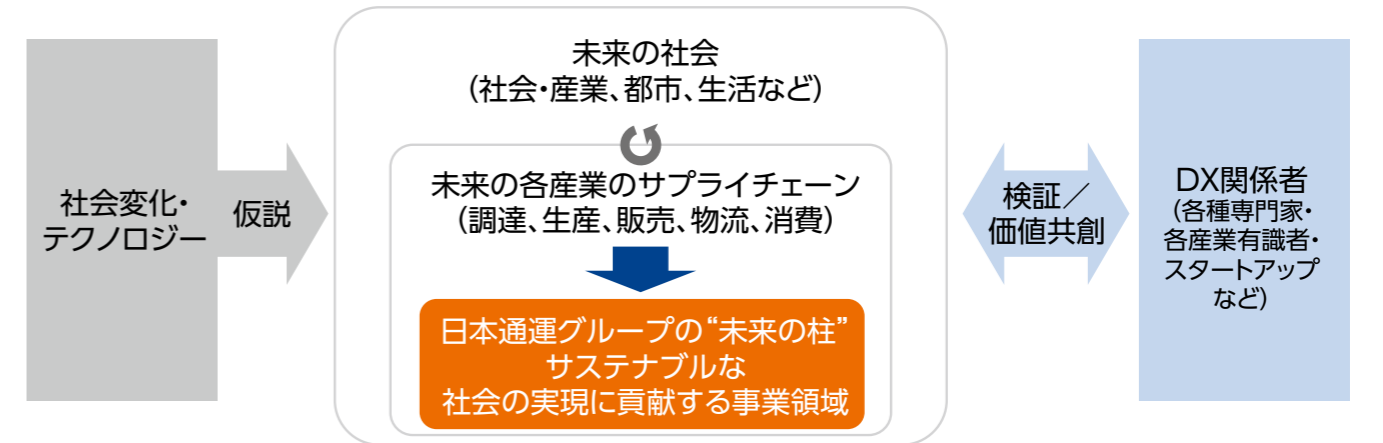 社会変化・
テクノロジー
仮説
未来の社会
（社会・産業、都市、生活など）
未来の各産業のサプライチェーン
（調達、生産、販売、物流、消費）
日本通運グループの“未来の柱”
サステナブルな
社会の実現に貢献する事業領域
検証／
価値共創
DX関係者
（各種専門家・
各産業有識者・
スタートアップ
など）